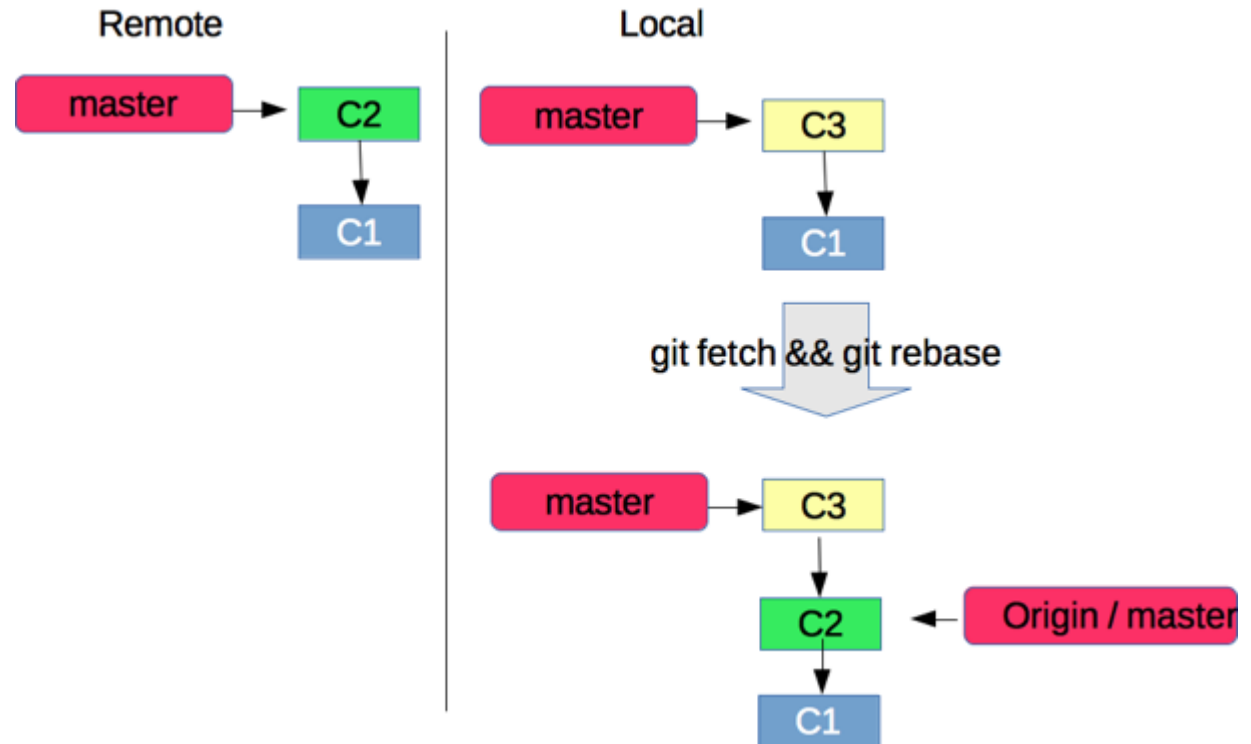 Remote
Local
master
C2
C1
master
C3
C1
git fetch && git rebase
master
C3
C2
Origin / master
C1